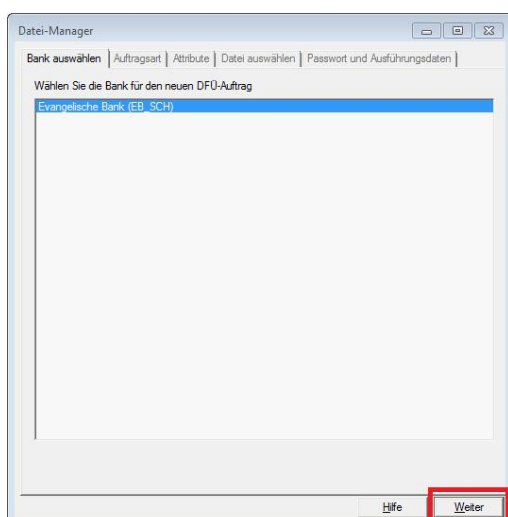 Datei-Manager
Bank auswählen Auftragsart Attribute Datei auswählen Passwort und Ausführungsdaten
Wählen Sie die Bank für den neuen DFÜ-Auftrag
Evangelische Bank (EB_SCH)
Hilfe Weiter